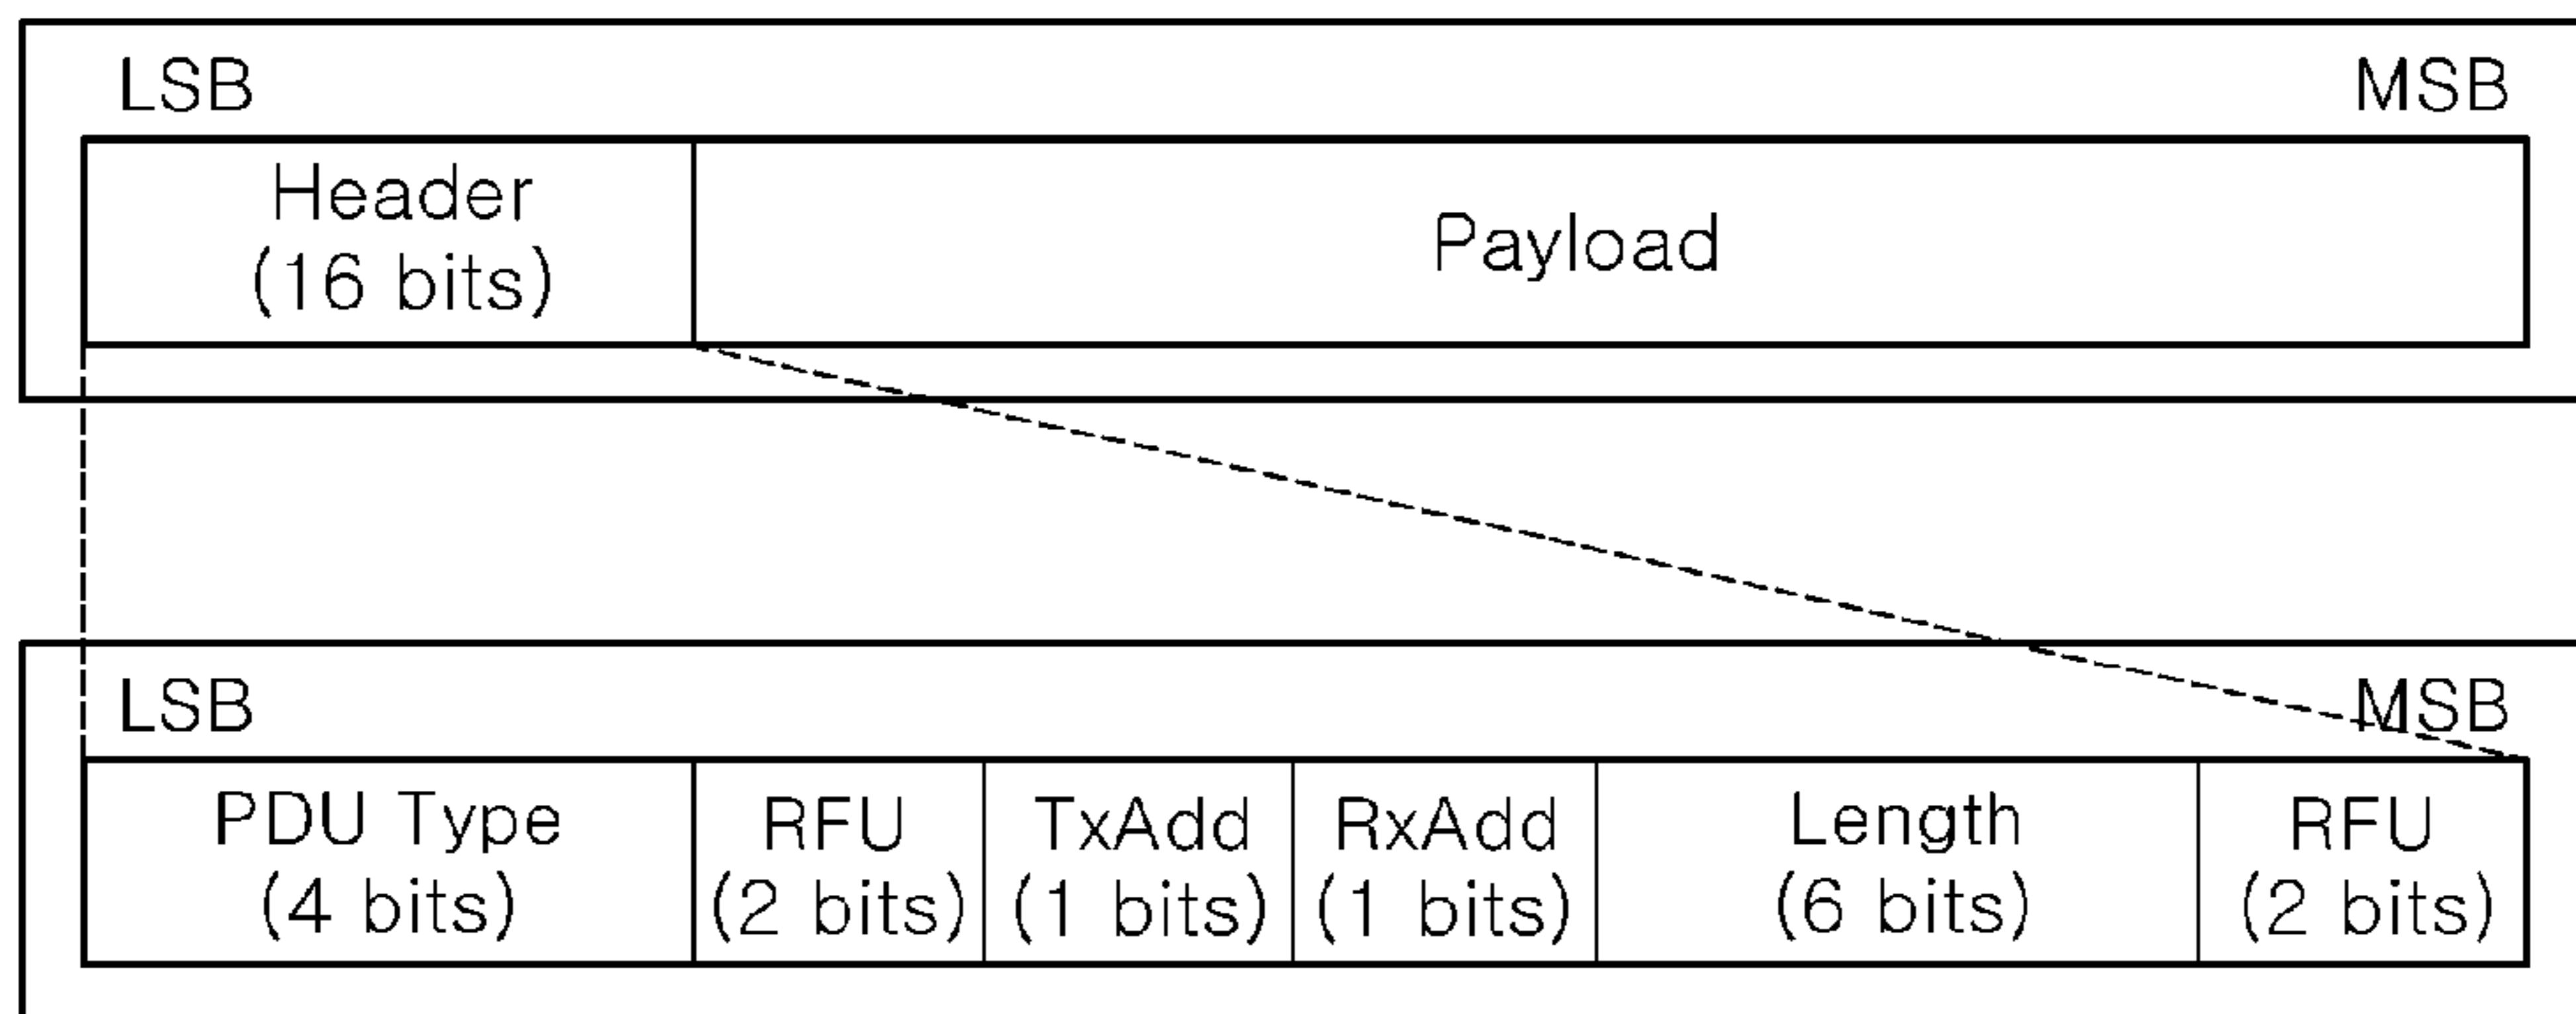 LSB MSB
Header
(16 bits)
Payload
LSB MSB
PDU Type
(4 bits)
RFU
(2 bits)
TxAdd
(1 bits)
RxAdd
(1 bits)
Length
(6 bits)
RFU
(2 bits)